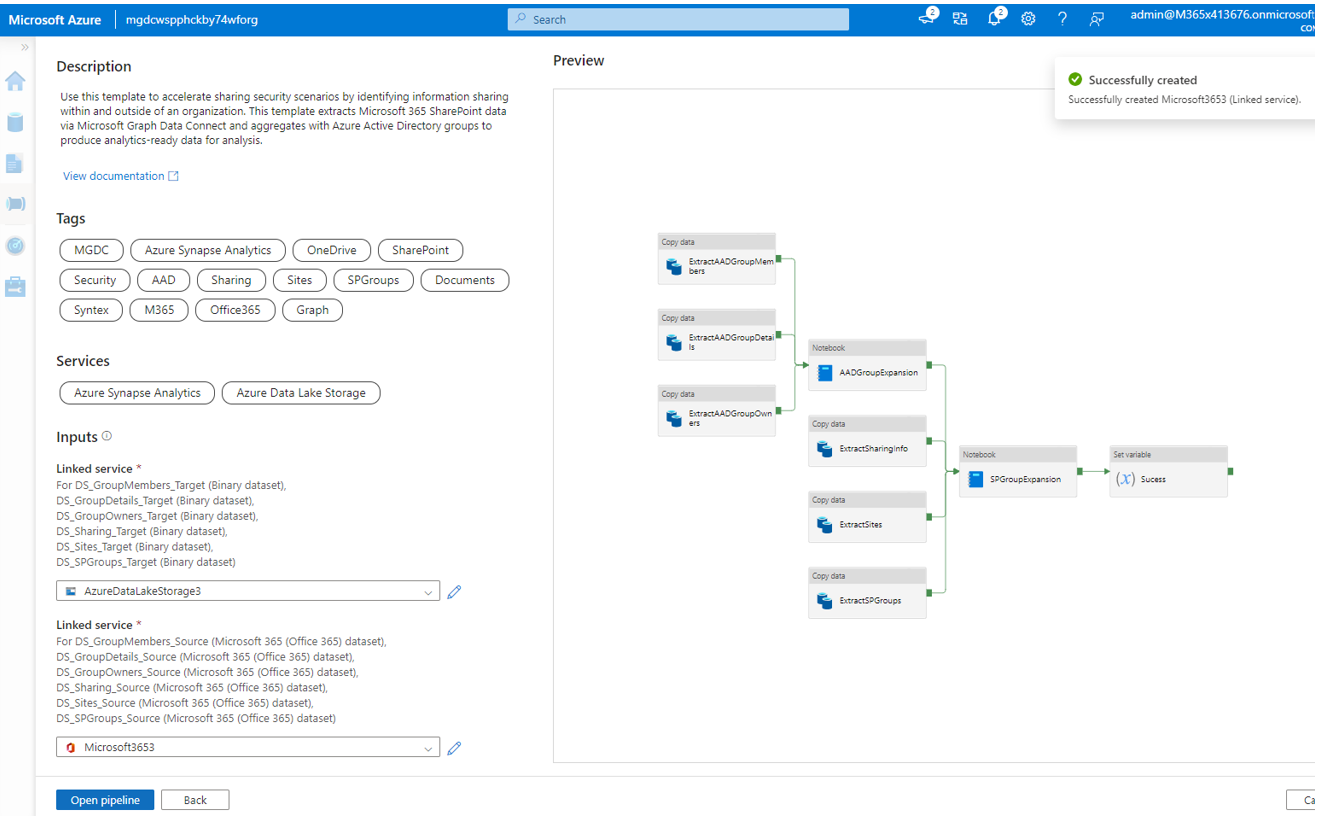 Microsoft Azure
mgdcwspphckby74wforg
Search
2
2
?
admin@M365x413676.onmicrosoft
Description
Use this template to accelerate sharing security scenarios by identifying information sharing
within and outside of an organization. This template extracts Microsoft 365 SharePoint data
via Microsoft Graph Data Connect and aggregates with Azure Active Directory groups to
produce analytics-ready data for analysis.
View documentation
Tags
MGDC
Azure Synapse Analytics
OneDrive
SharePoint
Security
AAD
Sharing
Sites
SPGroups
Documents
Syntex
M365
Office365
Graph
Services
Azure Synapse Analytics
Azure Data Lake Storage
Inputs
Linked service *
For DS_GroupMembers_Target (Binary dataset),
DS_GroupDetails_Target (Binary dataset),
DS_GroupOwners_Target (Binary dataset),
DS_Sharing_Target (Binary dataset),
DS_Sites_Target (Binary dataset),
DS_SPGroups_Target (Binary dataset)
AzureDataLakeStorage3
Linked service *
For DS_GroupMembers_Source (Microsoft 365 (Office 365) dataset),
DS_GroupDetails_Source (Microsoft 365 (Office 365) dataset),
DS_GroupOwners_Source (Microsoft 365 (Office 365) dataset),
DS_Sharing_Source (Microsoft 365 (Office 365) dataset),
DS_Sites_Source (Microsoft 365 (Office 365) dataset),
DS_SPGroups_Source (Microsoft 365 (Office 365) dataset)
Microsoft3653
Open pipeline
Back
Preview
Successfully created
Successfully created Microsoft3653 (Linked service).
Copy data
ExtractAADGroupMem
bers
Copy data
ExtractAADGroupDetai
ls
Copy data
ExtractAADGroupOwn
ers
Notebook
AADGroupExpansion
Copy data
ExtractSharingInfo
Copy data
ExtractSites
Copy data
ExtractSPGroups
Notebook
SPGroupExpansion
Set variable
(x) Sucess